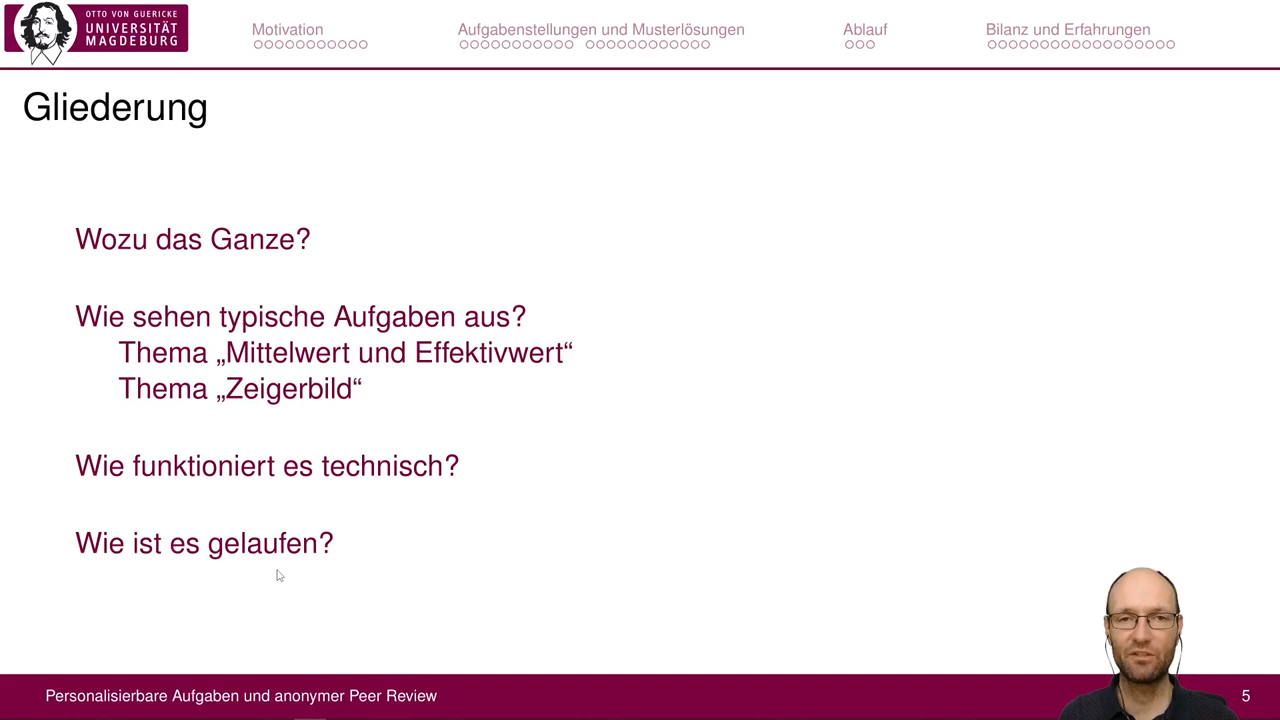 OTTO VON GUERICKE
UNIVERSITÄT
MAGDEBURG
Motivation
Aufgabenstellungen und Musterlösungen
Ablauf
Bilanz und Erfahrungen
Gliederung
Wozu das Ganze?
Wie sehen typische Aufgaben aus?
Thema „Mittelwert und Effektivwert“
Thema „Zeigerbild“
Wie funktioniert es technisch?
Wie ist es gelaufen?
Personalisierbare Aufgaben und anonymer Peer Review
5